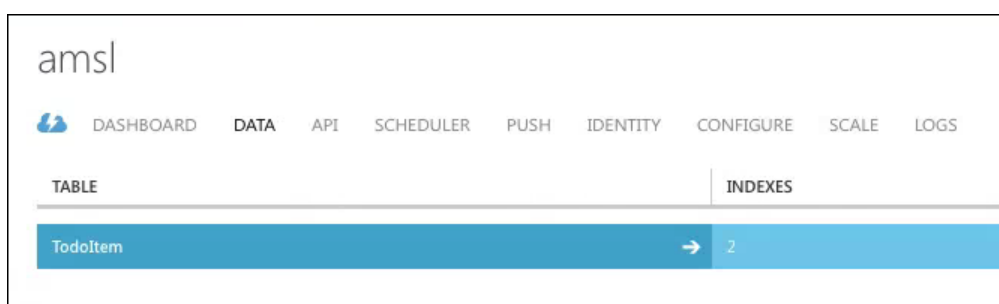 amsl
DASHBOARD DATA API SCHEDULER PUSH IDENTITY CONFIGURE SCALE LOGS
TABLE INDEXES
TodoItem 2